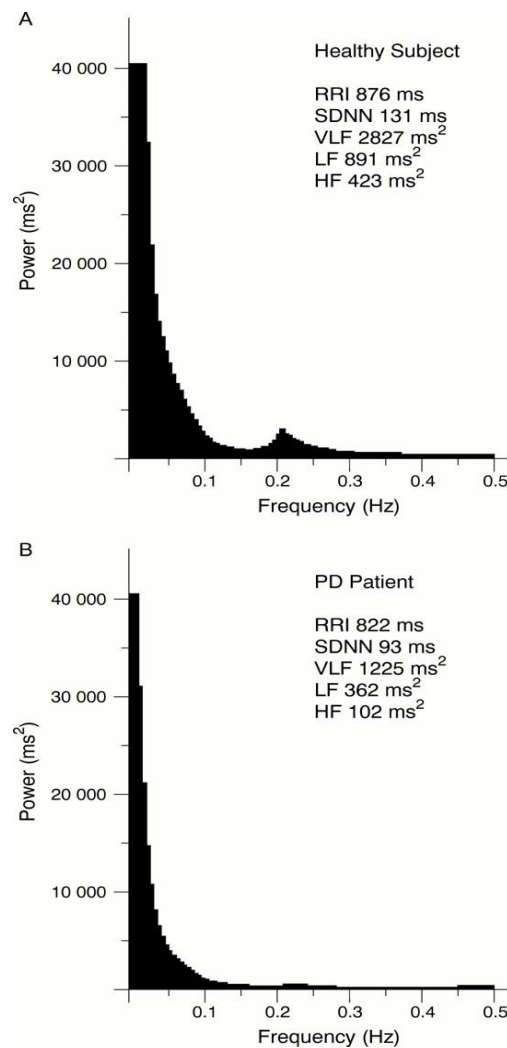 A
Healthy Subject
RRI 876 ms
SDNN 131 ms
VLF 2827 ms²
LF 891 ms²
HF 423 ms²
Power (ms²)
40 000
30 000
20 000
10 000
0.1 0.2 0.3 0.4 0.5
Frequency (Hz)
B
PD Patient
RRI 822 ms
SDNN 93 ms
VLF 1225 ms²
LF 362 ms²
HF 102 ms²
Power (ms²)
40 000
30 000
20 000
10 000
0.1 0.2 0.3 0.4 0.5
Frequency (Hz)